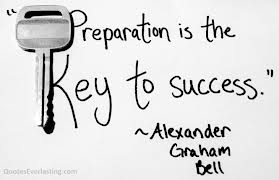 "Preparation is the
Key to success."
~Alexander
Graham
Bell
QuotesEverlasting.com